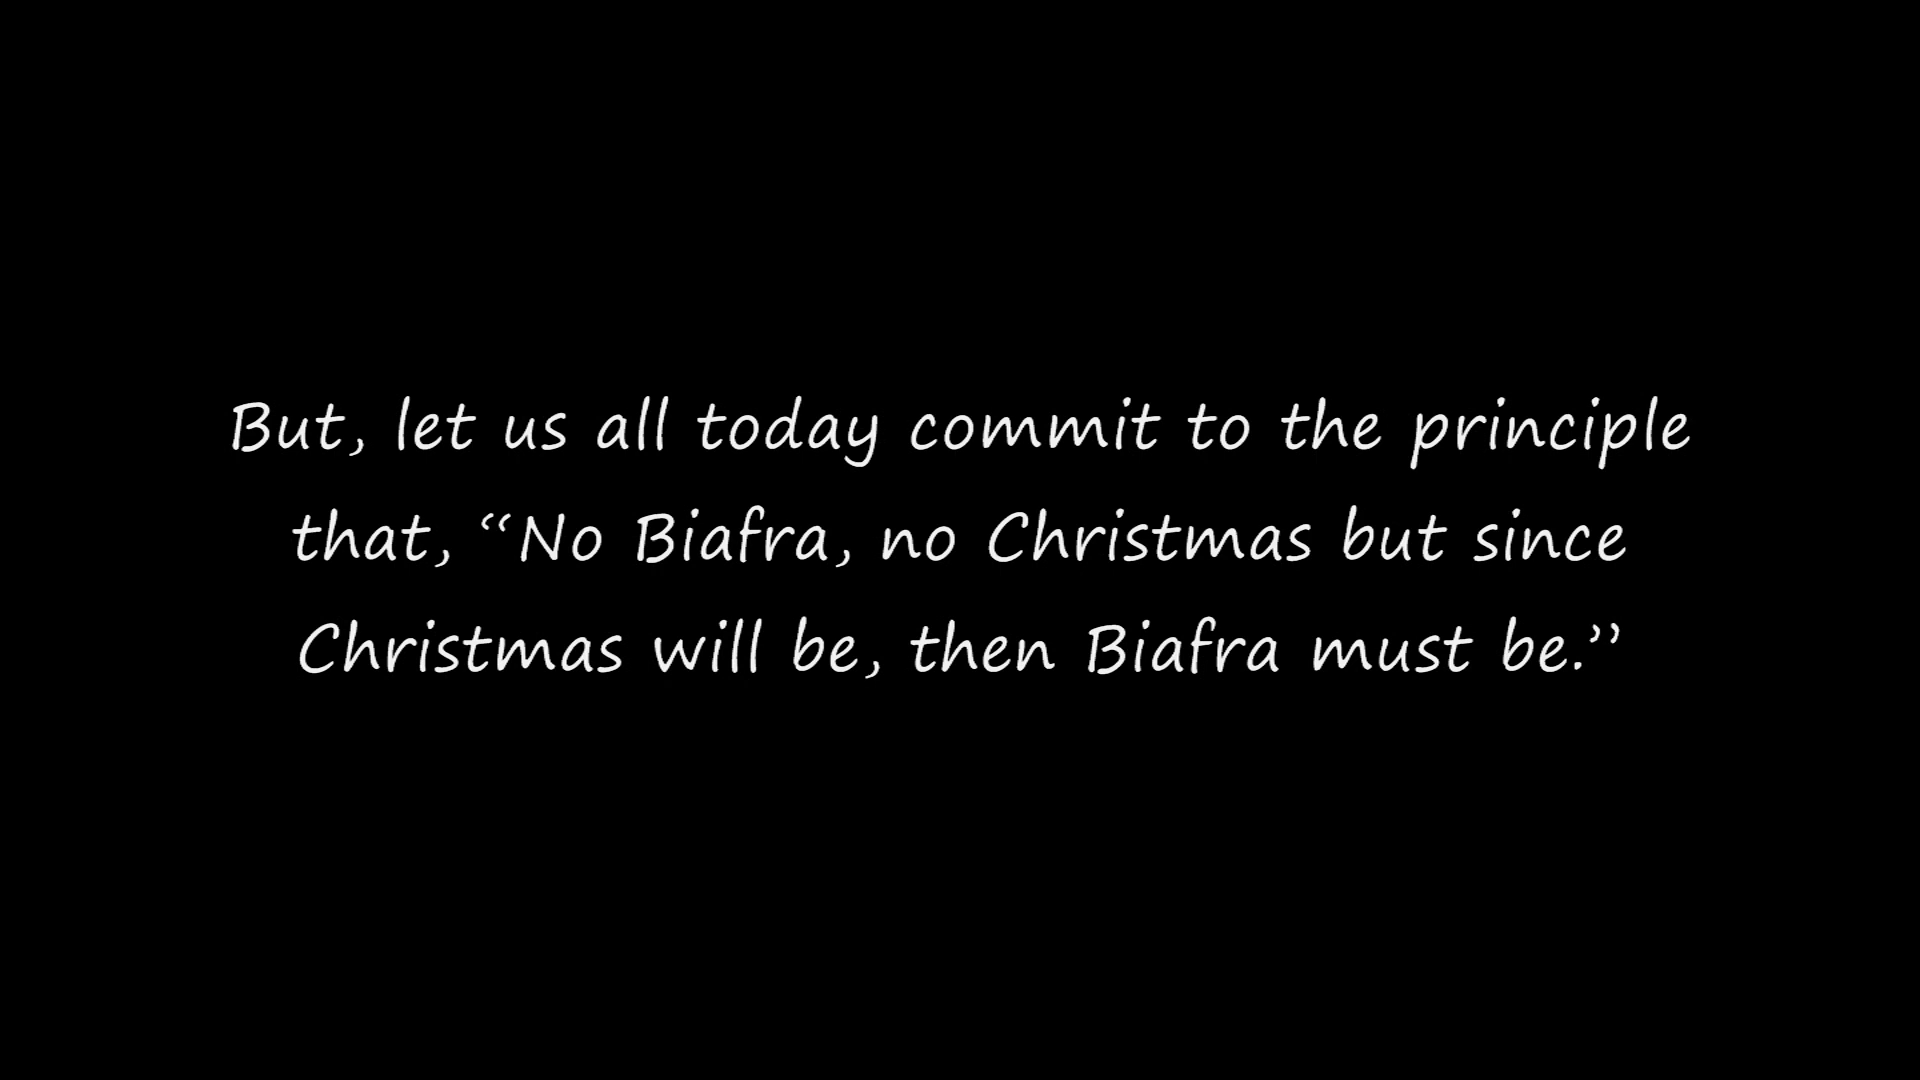 But, let us all today commit to the principle
that, “No Biafra, no Christmas but since
Christmas will be, then Biafra must be.”